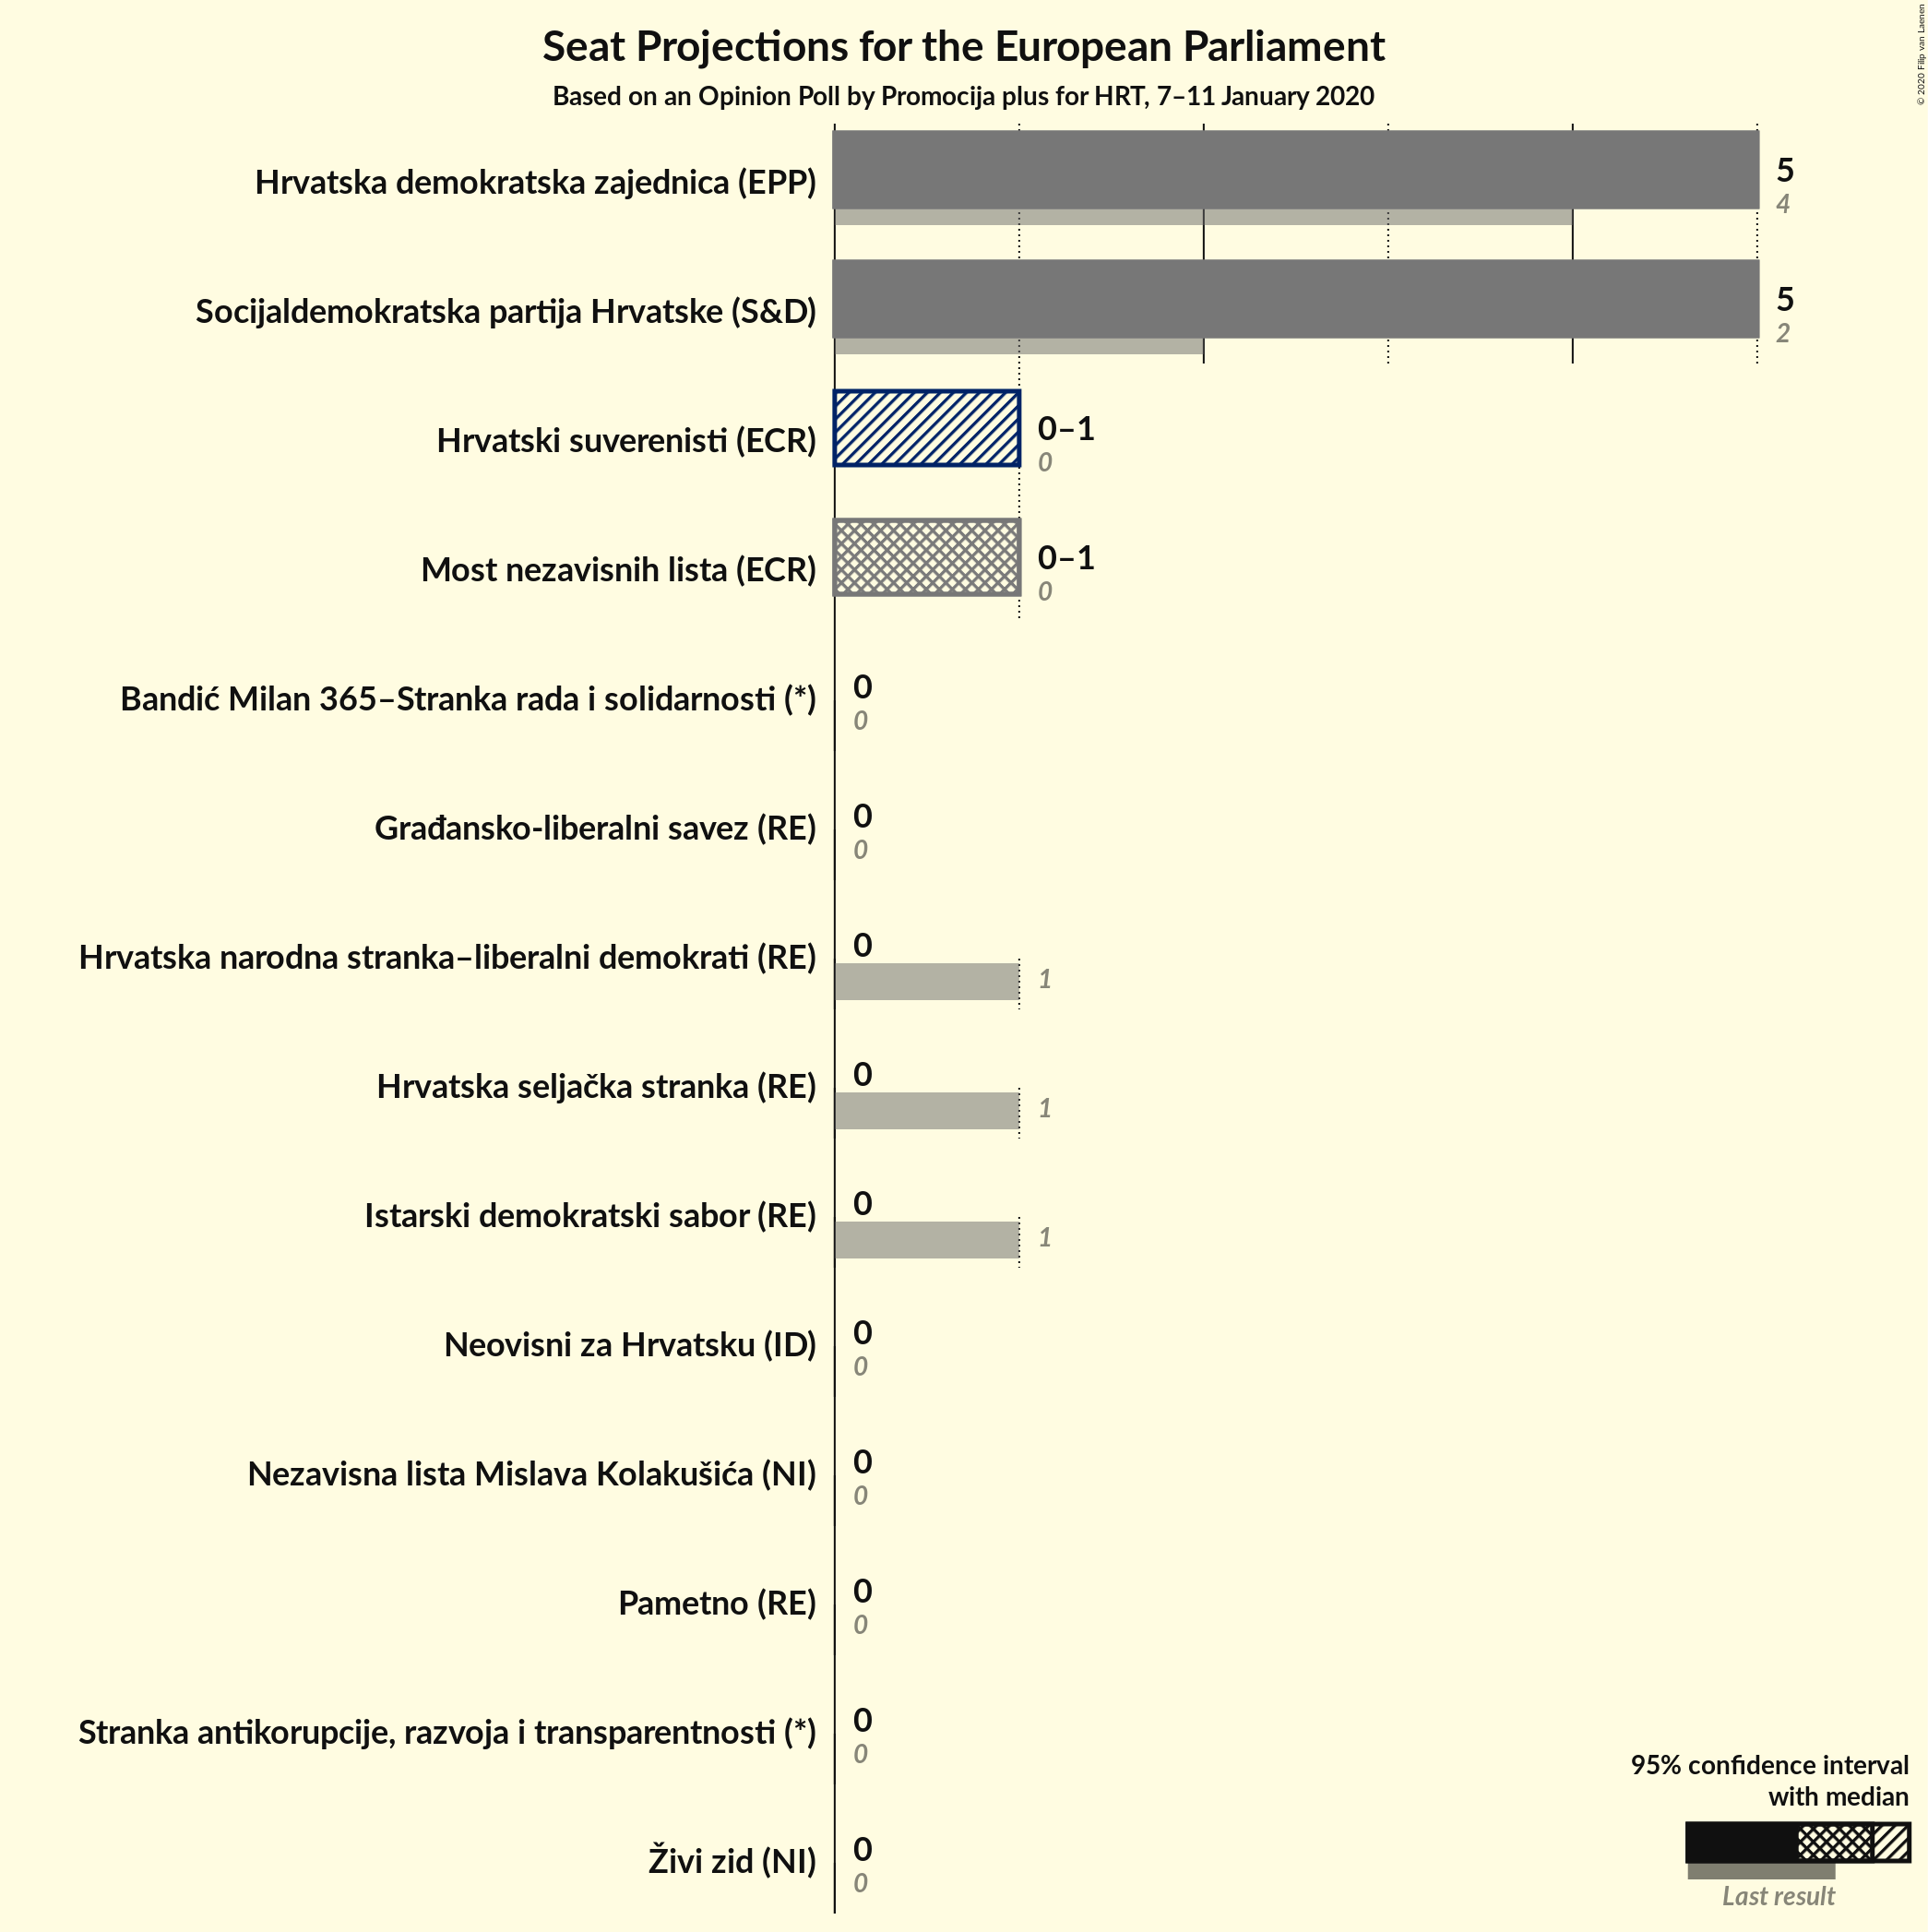 Seat Projections for the European Parliament
Based on an Opinion Poll by Promocija plus for HRT, 7–11 January 2020
© 2020 Filip van Laenen
Hrvatska demokratska zajednica (EPP)
5
4
Socijaldemokratska partija Hrvatske (S&D)
5
2
Hrvatski suverenisti (ECR)
0–1
0
Most nezavisnih lista (ECR)
0–1
0
Bandić Milan 365–Stranka rada i solidarnosti (*)
0
0
Građansko-liberalni savez (RE)
0
0
Hrvatska narodna stranka–liberalni demokrati (RE)
0
1
Hrvatska seljačka stranka (RE)
0
1
Istarski demokratski sabor (RE)
0
1
Neovisni za Hrvatsku (ID)
0
0
Nezavisna lista Mislava Kolakušića (NI)
0
0
Pametno (RE)
0
0
Stranka antikorupcije, razvoja i transparentnosti (*)
0
0
Živi zid (NI)
0
0
95% confidence interval
with median
Last result